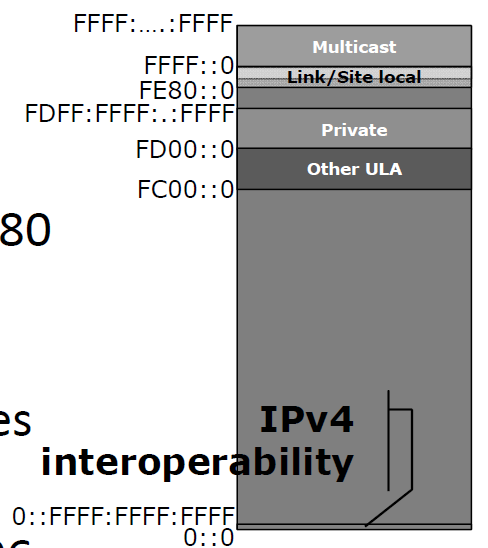 FFFF:….:FFFF
Multicast
FFFF::0
Link/Site local
FE80::0
FDFF:FFFF:.:FFFF
Private
FD00::0
Other ULA
FC00::0
80
es
IPv4
interoperability
0::FFFF:FFFF:FFFF
0::0